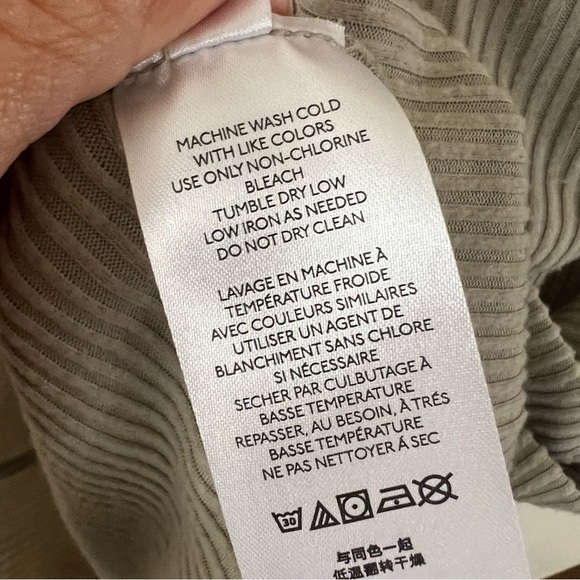 MACHINE WASH COLD
WITH LIKE COLORS
USE ONLY NON-CHLORINE
BLEACH
TUMBLE DRY LOW
LOW IRON AS NEEDED
DO NOT DRY CLEAN
LAVAGE EN MACHINE À
TEMPÉRATURE FROIDE
AVEC COULEURS SIMILAIRES
UTILISER UN AGENT DE
BLANCHIMENT SANS CHLORE
SI NÉCESSAIRE
SECHER PAR CULBUTAGE À
BASSE TEMPERATURE
REPASSER, AU BESOIN, À TRÉS
BASSE TEMPÉRATURE
NE PAS NETTOYER Á SEC
30
与同色一起
低温翻转干燥